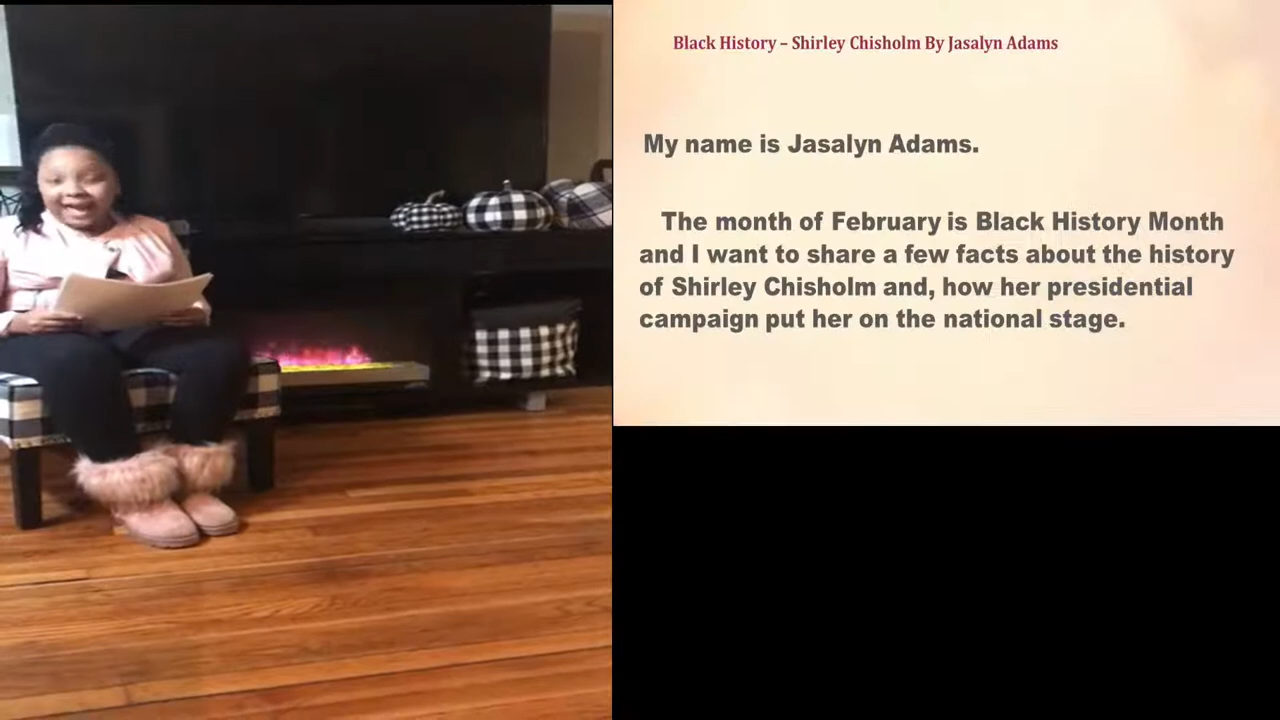 Black History – Shirley Chisholm By Jasalyn Adams
My name is Jasalyn Adams.
The month of February is Black History Month
and I want to share a few facts about the history
of Shirley Chisholm and, how her presidential
campaign put her on the national stage.